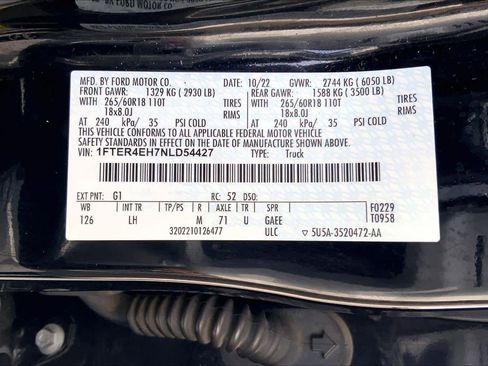 MFD. BY FORD MOTOR CO. 10/22 GVWR: 2744 KG ( 6050 LB)
FRONT GAWR: 1329 KG ( 2930 LB) REAR GAWR: 1588 KG ( 3500 LB)
WITH 265/60R18 110T TIRES WITH 265/60R18 110T TIRES
18x8.0J RIMS 18x8.0J RIMS
AT 240 kPa/ 35 PSI COLD AT 240 kPa/ 35 PSI COLD
THIS VEHICLE CONFORMS TO ALL APPLICABLE FEDERAL MOTOR VEHICLE
SAFETY STANDARDS IN EFFECT ON THE DATE OF MANUFACTURE SHOWN ABOVE.
VIN: 1FTER4EH7NLD54427 TYPE: Truck
EXT PNT: G1 RC: 52 DSO: F0229
WB INT TR TP/PS R AXLE TR SPR T0958
126 LH M 71 U GAEE
3202210126477 ULC 5U5A-3520472-AA